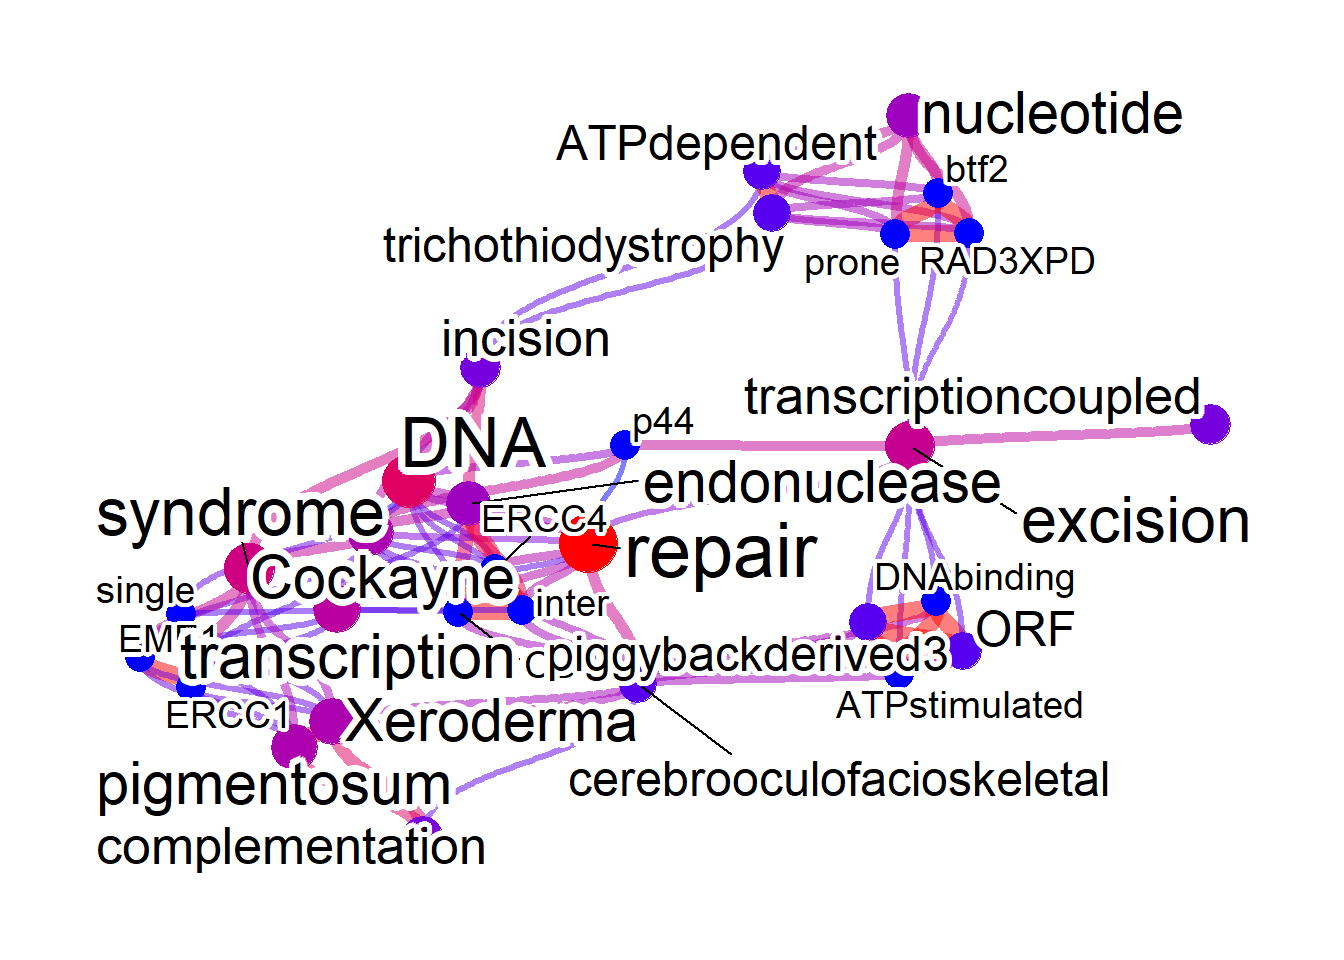 nucleotide
ATPdependent
btf2
trichothiodystrophy
prone
RAD3XPD
incision
transcriptioncoupled
p44
DNA
endonuclease
syndrome
ERCC4
excision
repair
Cockayne
single
DNAbinding
inter
ORF
transcription
piggybackderived3
ERCC1
ATPstimulated
Xeroderma
cerebrooculofacioskeletal
pigmentosum
complementation